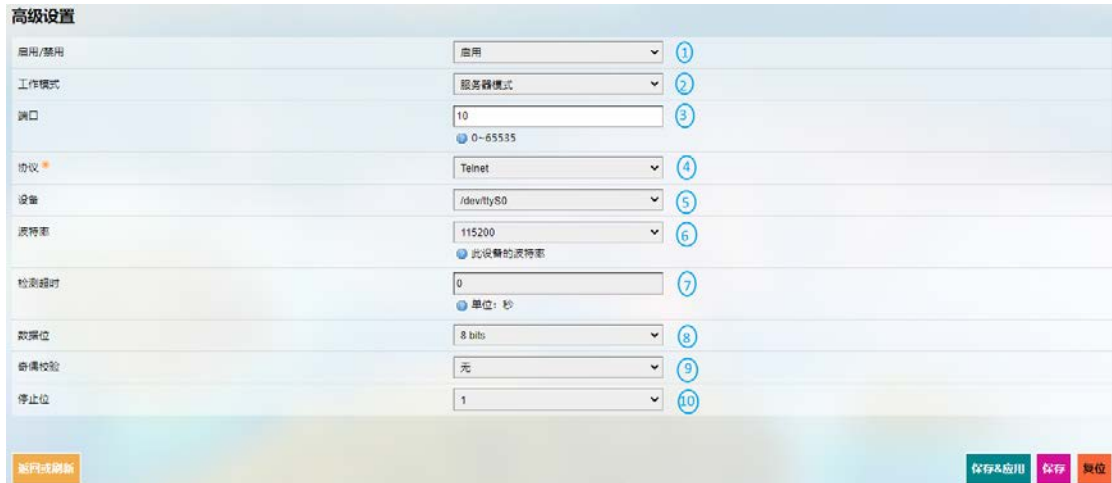 高级设置
启用/禁用 启用 1
工作模式 服务器模式 2
端口 10 3
0~65535
协议 * Telnet 4
设备 /dev/ttyS0 5
波特率 115200 6
此设备的波特率
检测超时 0 7
单位：秒
数据位 8 bits 8
奇偶校验 无 9
停止位 1 10
返回或刷新 保存&应用 保存 复位